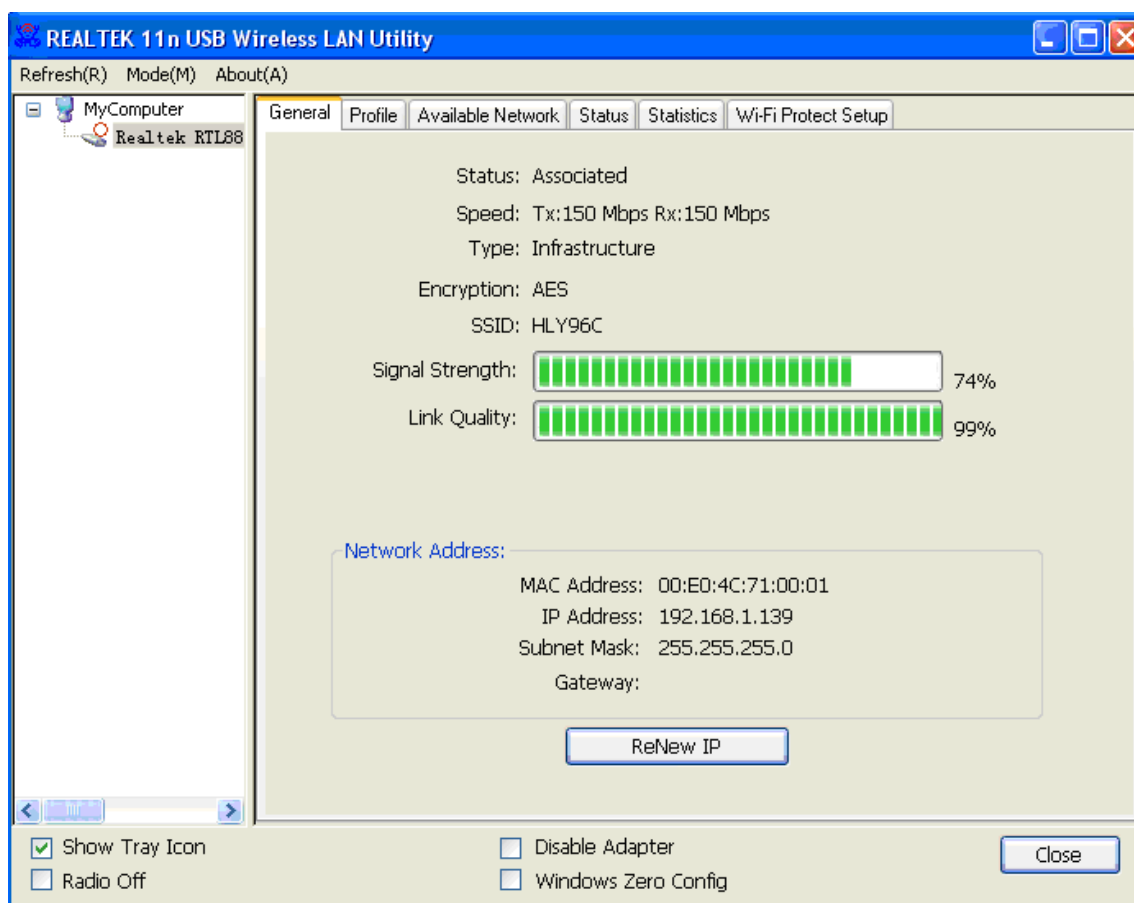 REALTEK 11n USB Wireless LAN Utility
Refresh(R) Mode(M) About(A)
MyComputer
Realtek RTL88
General Profile Available Network Status Statistics Wi-Fi Protect Setup
Status: Associated
Speed: Tx:150 Mbps Rx:150 Mbps
Type: Infrastructure
Encryption: AES
SSID: HLY96C
Signal Strength: 74%
Link Quality: 99%
Network Address:
MAC Address: 00:E0:4C:71:00:01
IP Address: 192.168.1.139
Subnet Mask: 255.255.255.0
Gateway:
ReNew IP
Show Tray Icon
Radio Off
Disable Adapter
Windows Zero Config
Close